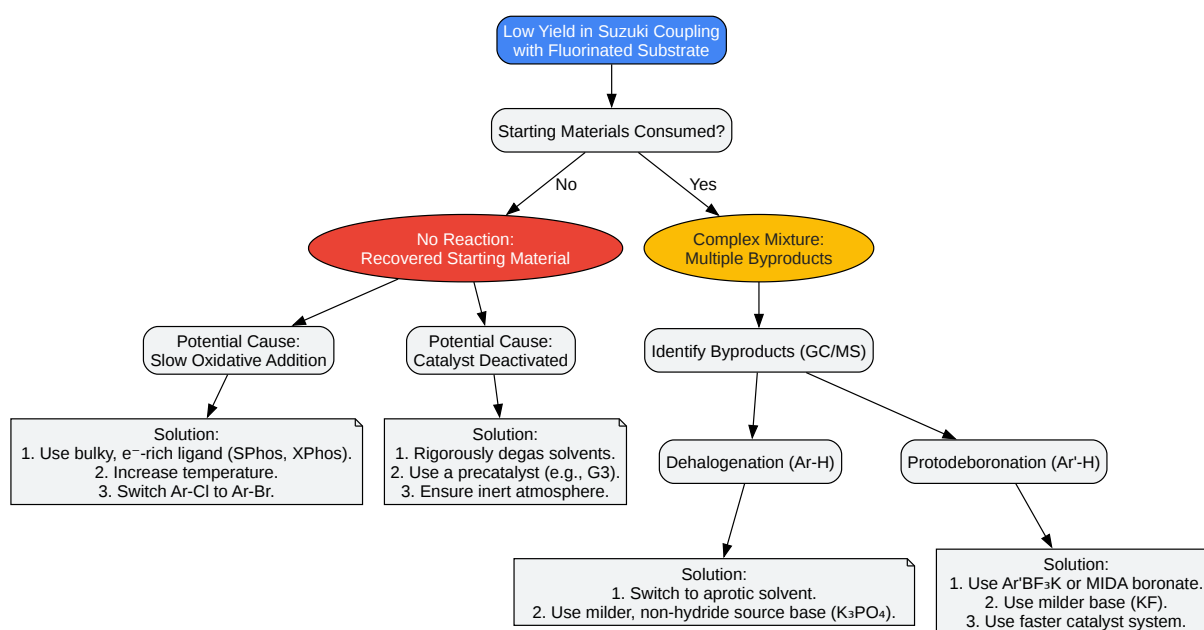 Low Yield in Suzuki Coupling
with Fluorinated Substrate
Starting Materials Consumed?
No
Yes
No Reaction:
Recovered Starting Material
Complex Mixture:
Multiple Byproducts
Potential Cause:
Slow Oxidative Addition
Potential Cause:
Catalyst Deactivated
Identify Byproducts (GC/MS)
Solution:
1. Use bulky, e⁻-rich ligand (SPhos, XPhos).
2. Increase temperature.
3. Switch Ar-Cl to Ar-Br.
Solution:
1. Rigorously degas solvents.
2. Use a precatalyst (e.g., G3).
3. Ensure inert atmosphere.
Dehalogenation (Ar-H)
Protodeboronation (Ar'-H)
Solution:
1. Switch to aprotic solvent.
2. Use milder, non-hydride source base (K₃PO₄).
Solution:
1. Use Ar'BF₃K or MIDA boronate.
2. Use milder base (KF).
3. Use faster catalyst system.